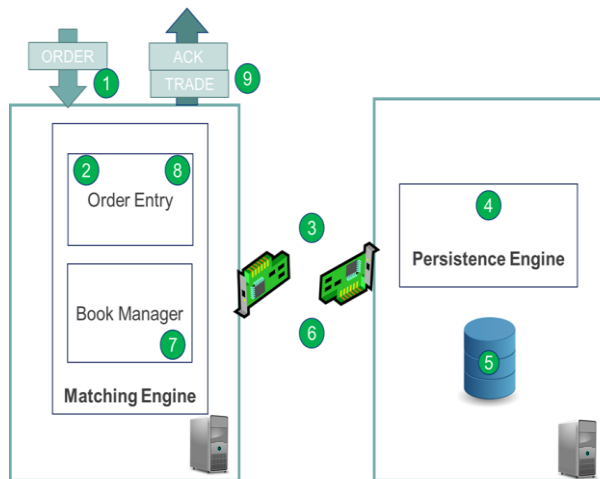 ORDER
1
ACK
TRADE
9
2
8
Order Entry
Book Manager
7
Matching Engine
3
6
4
Persistence Engine
5